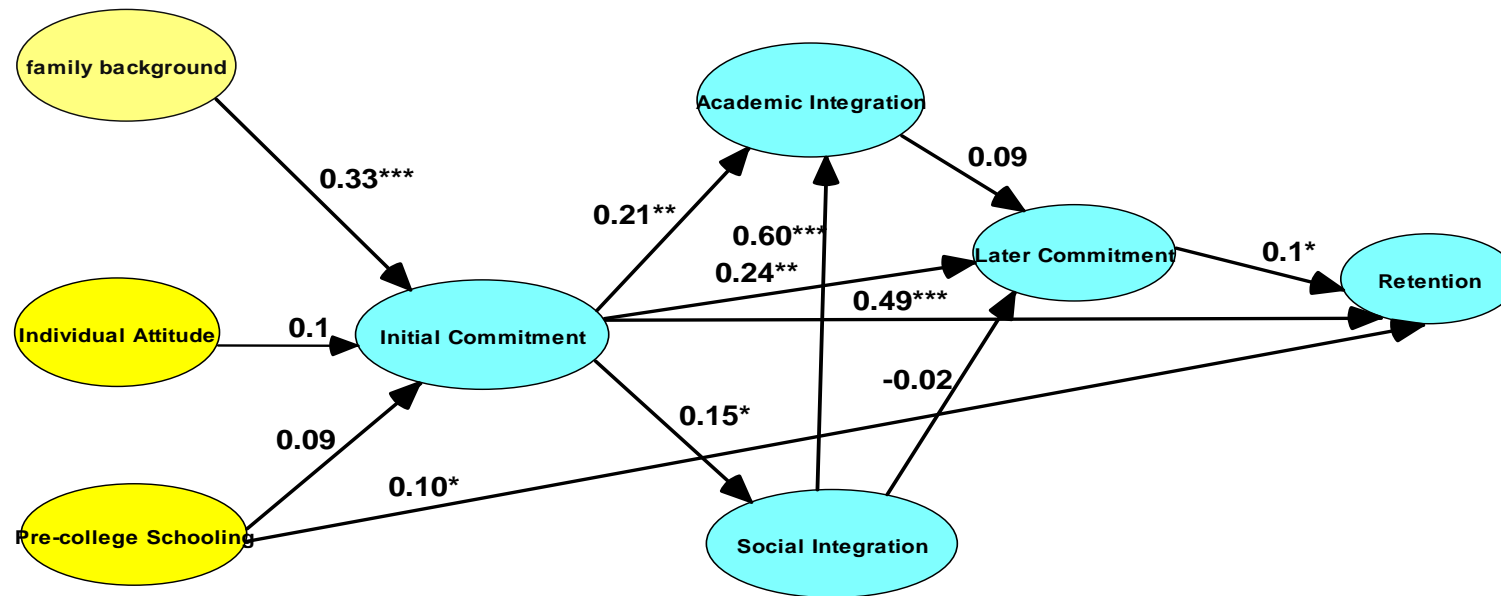 family background
Academic Integration
0.33***
0.09
0.21**
0.60***
Later Commitment
0.1*
Retention
0.24**
0.49***
Individual Attitude
0.1
Initial Commitment
-0.02
0.15*
0.09
0.10*
Pre-college Schooling
Social Integration